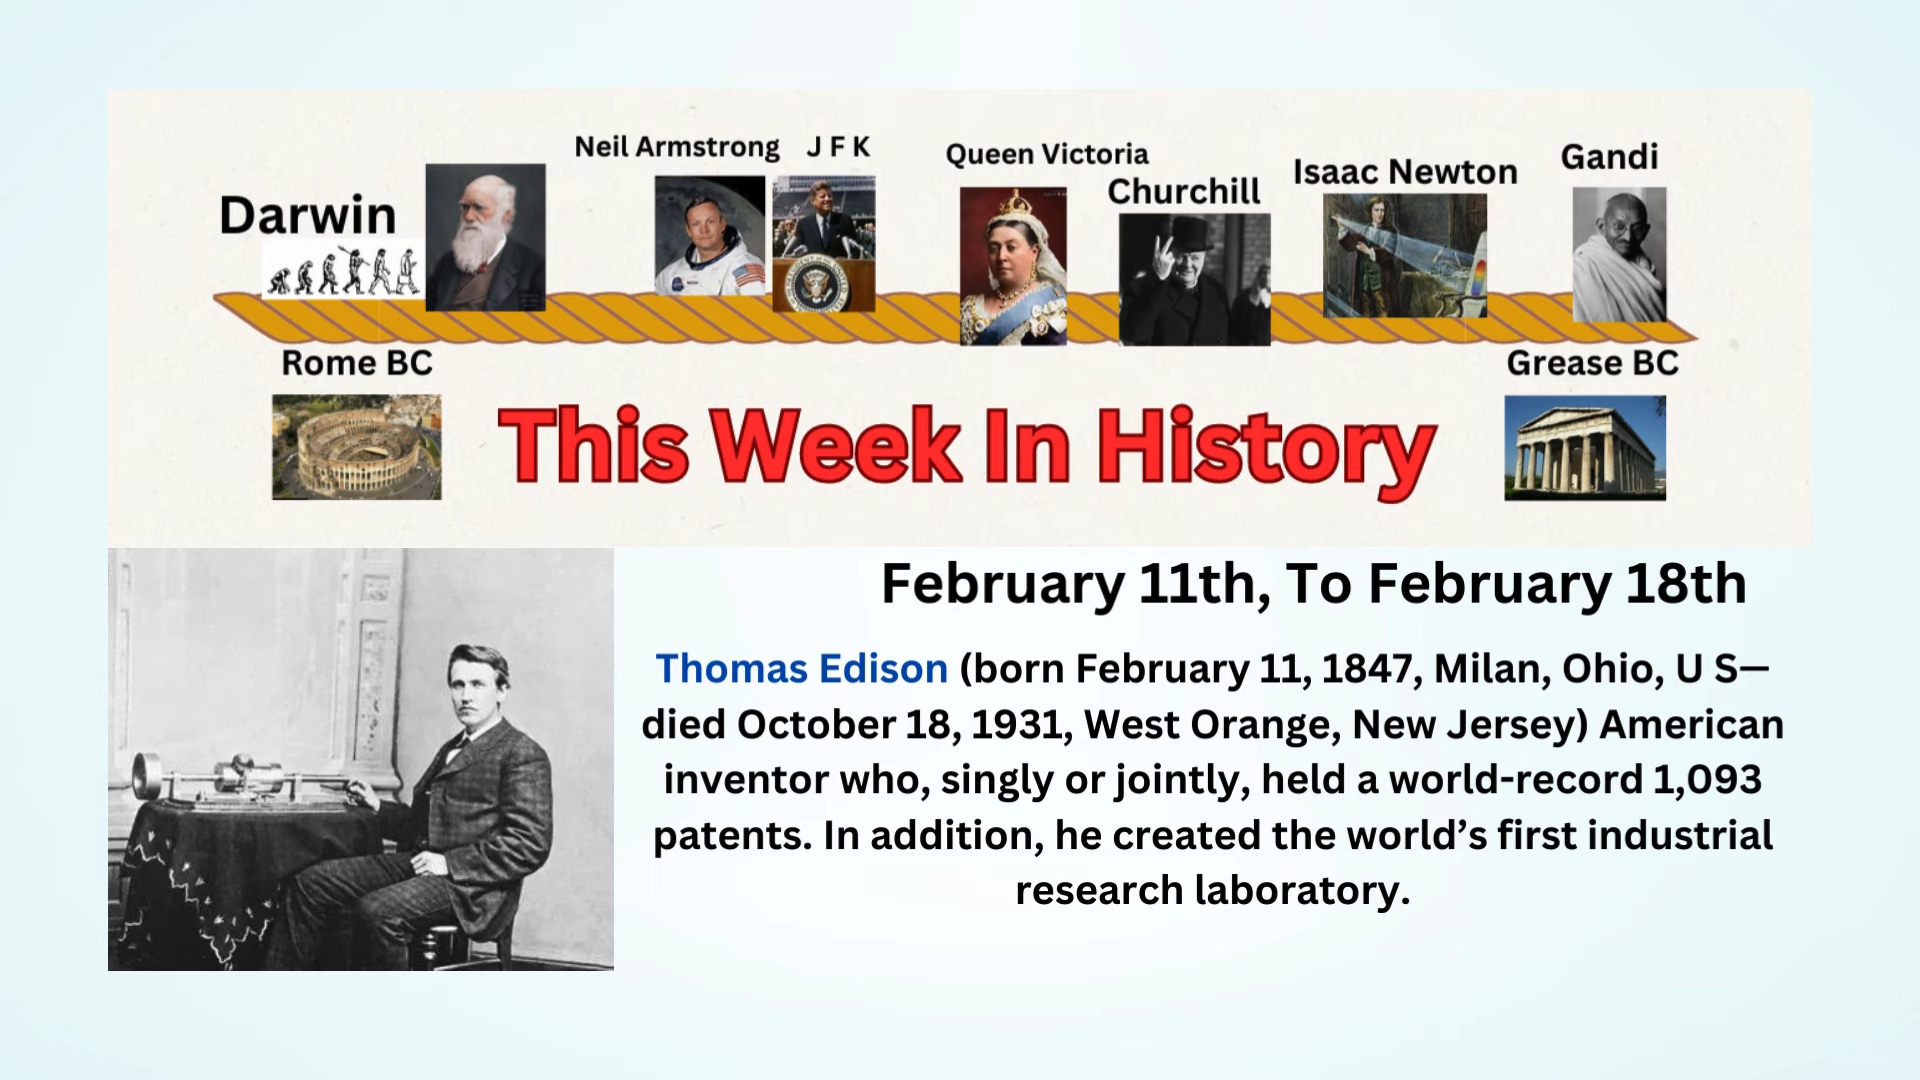 Neil Armstrong J F K
Queen Victoria
Gandi
Isaac Newton
Churchill
Darwin
Rome BC
Grease BC
This Week In History
February 11th, To February 18th
Thomas Edison (born February 11, 1847, Milan, Ohio, U S—
died October 18, 1931, West Orange, New Jersey) American
inventor who, singly or jointly, held a world-record 1,093
patents. In addition, he created the world’s first industrial
research laboratory.